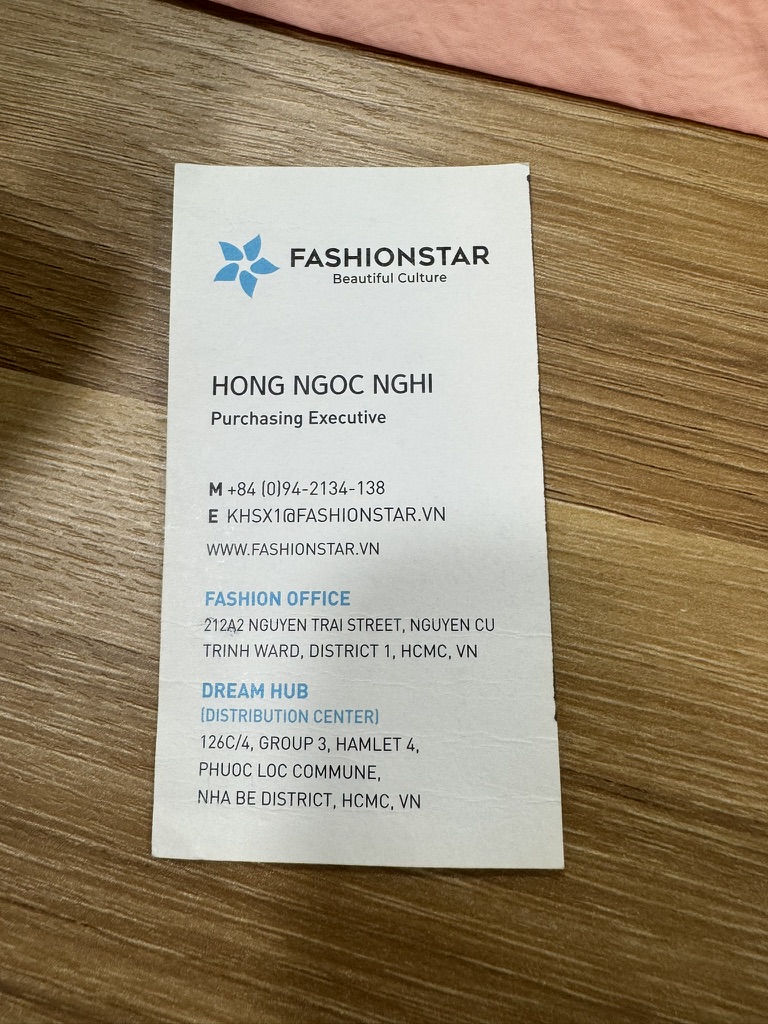 FASHIONSTAR
Beautiful Culture
HONG NGOC NGHI
Purchasing Executive
M +84 (0)94-2134-138
E KHSX1@FASHIONSTAR.VN
WWW.FASHIONSTAR.VN
FASHION OFFICE
212A2 NGUYEN TRAI STREET, NGUYEN CU
TRINH WARD, DISTRICT 1, HCMC, VN
DREAM HUB
(DISTRIBUTION CENTER)
126C/4, GROUP 3, HAMLET 4,
PHUOC LOC COMMUNE,
NHA BE DISTRICT, HCMC, VN